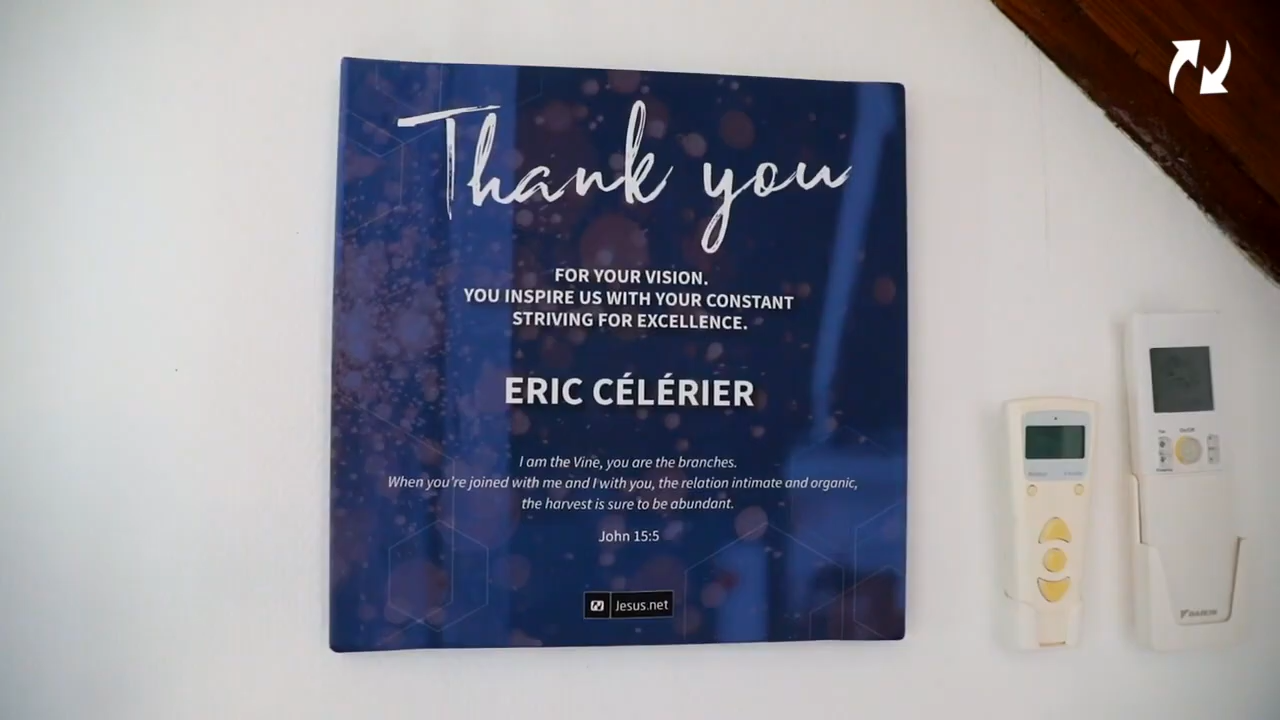 Thank you
FOR YOUR VISION.
YOU INSPIRE US WITH YOUR CONSTANT
STRIVING FOR EXCELLENCE.
ERIC CÉLÉRIER
I am the Vine, you are the branches.
When you're joined with me and I with you, the relation intimate and organic,
the harvest is sure to be abundant.
John 15:5
Jesus.net
DAIKIN